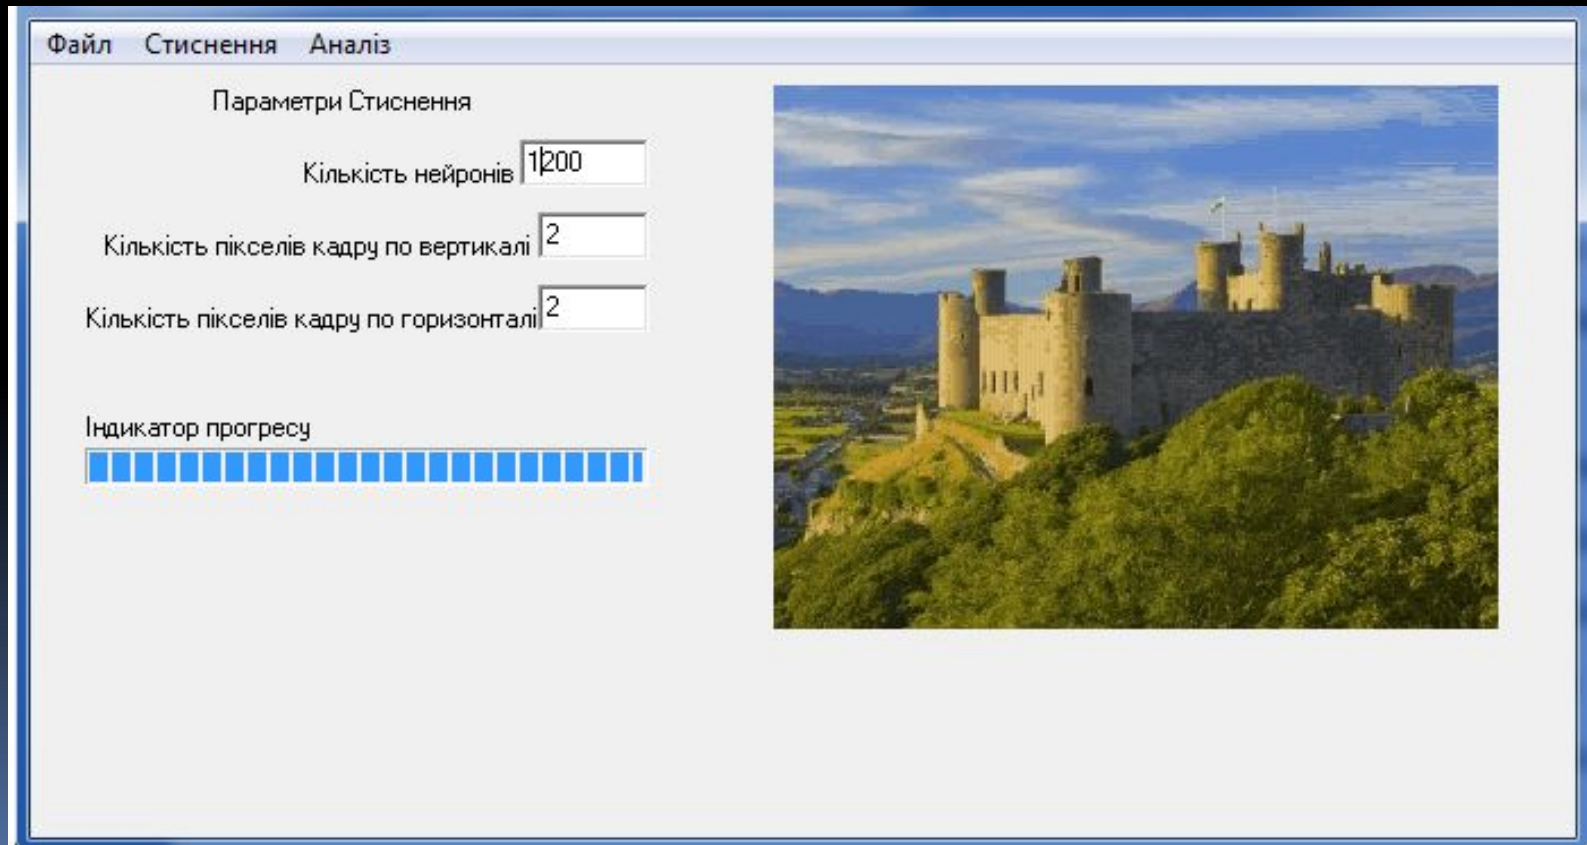 Файл Стиснення Аналіз
Параметри Стиснення
Кількість нейронів 1200
Кількість пікселів кадру по вертикалі 2
Кількість пікселів кадру по горизонталі 2
Індикатор прогресу